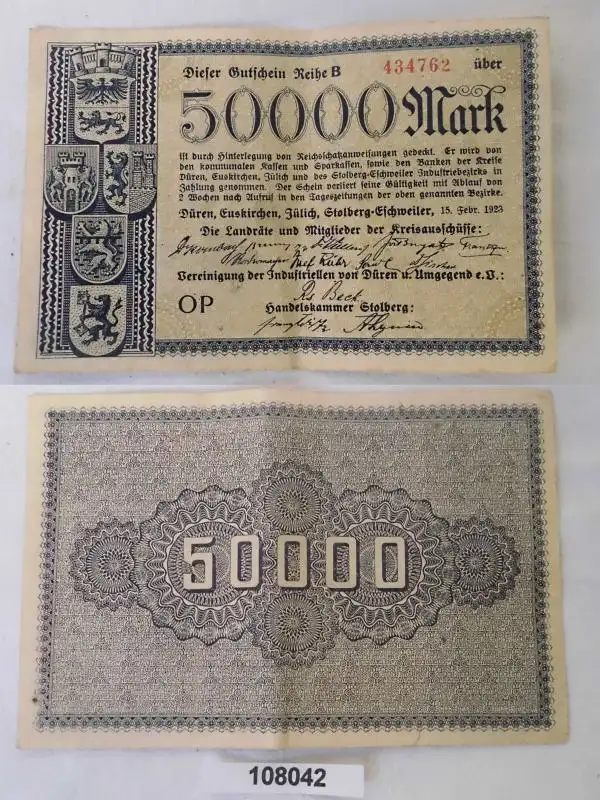 Dieser Gutschein Reihe B 434762 über
50000 Mark
ist durch Hinterlegung von Reichsschatzanweisungen gedeckt. Er wird von
den kommunalen Kassen und Sparkassen, sowie den Banken der Kreise
Düren, Euskirchen, Jülich und des Stolberg-Eschweiler Industriebezirks in
Zahlung genommen. Der Schein verliert seine Gültigkeit mit Ablauf von
2 Wochen nach Aufruf in den Tageszeitungen der oben genannten Bezirke.
Düren, Euskirchen, Jülich, Stolberg-Eschweiler, 15. Febr. 1923
Die Landräte und Mitglieder der Kreisausschüsse:
Vereinigung der Industriellen von Düren u. Umgegend e.V.:
Beck
OP Handelskammer Stolberg:
50000
108042